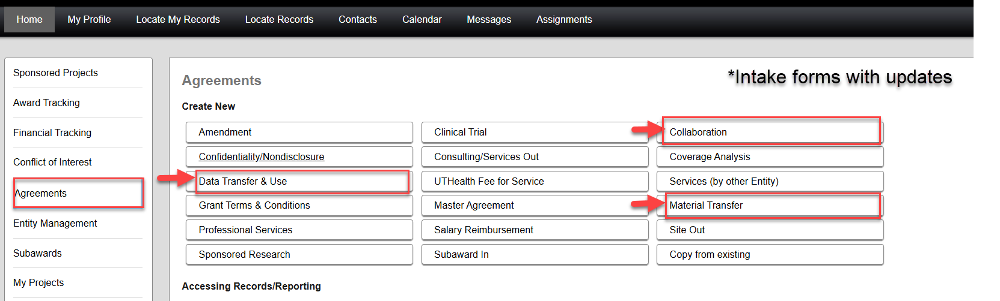 Home My Profile Locate My Records Locate Records Contacts Calendar Messages Assignments
Sponsored Projects
Award Tracking
Financial Tracking
Conflict of Interest
Agreements
Entity Management
Subawards
My Projects
Agreements
*Intake forms with updates
Create New
Amendment Clinical Trial Collaboration
Confidentiality/Nondisclosure Consulting/Services Out Coverage Analysis
Data Transfer & Use UTHealth Fee for Service Services (by other Entity)
Grant Terms & Conditions Master Agreement Material Transfer
Professional Services Salary Reimbursement Site Out
Sponsored Research Subaward In Copy from existing
Accessing Records/Reporting